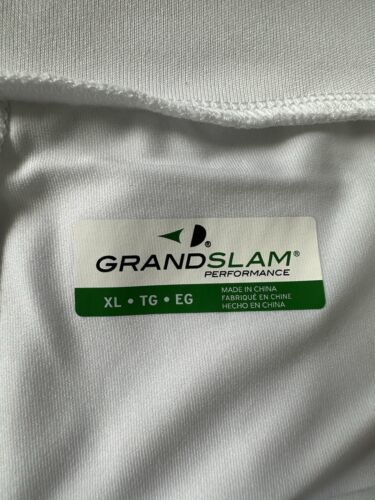 GRANDSLAM®
PERFORMANCE
XL • TG • EG
MADE IN CHINA
FABRIQUÉ EN CHINE
HECHO EN CHINA